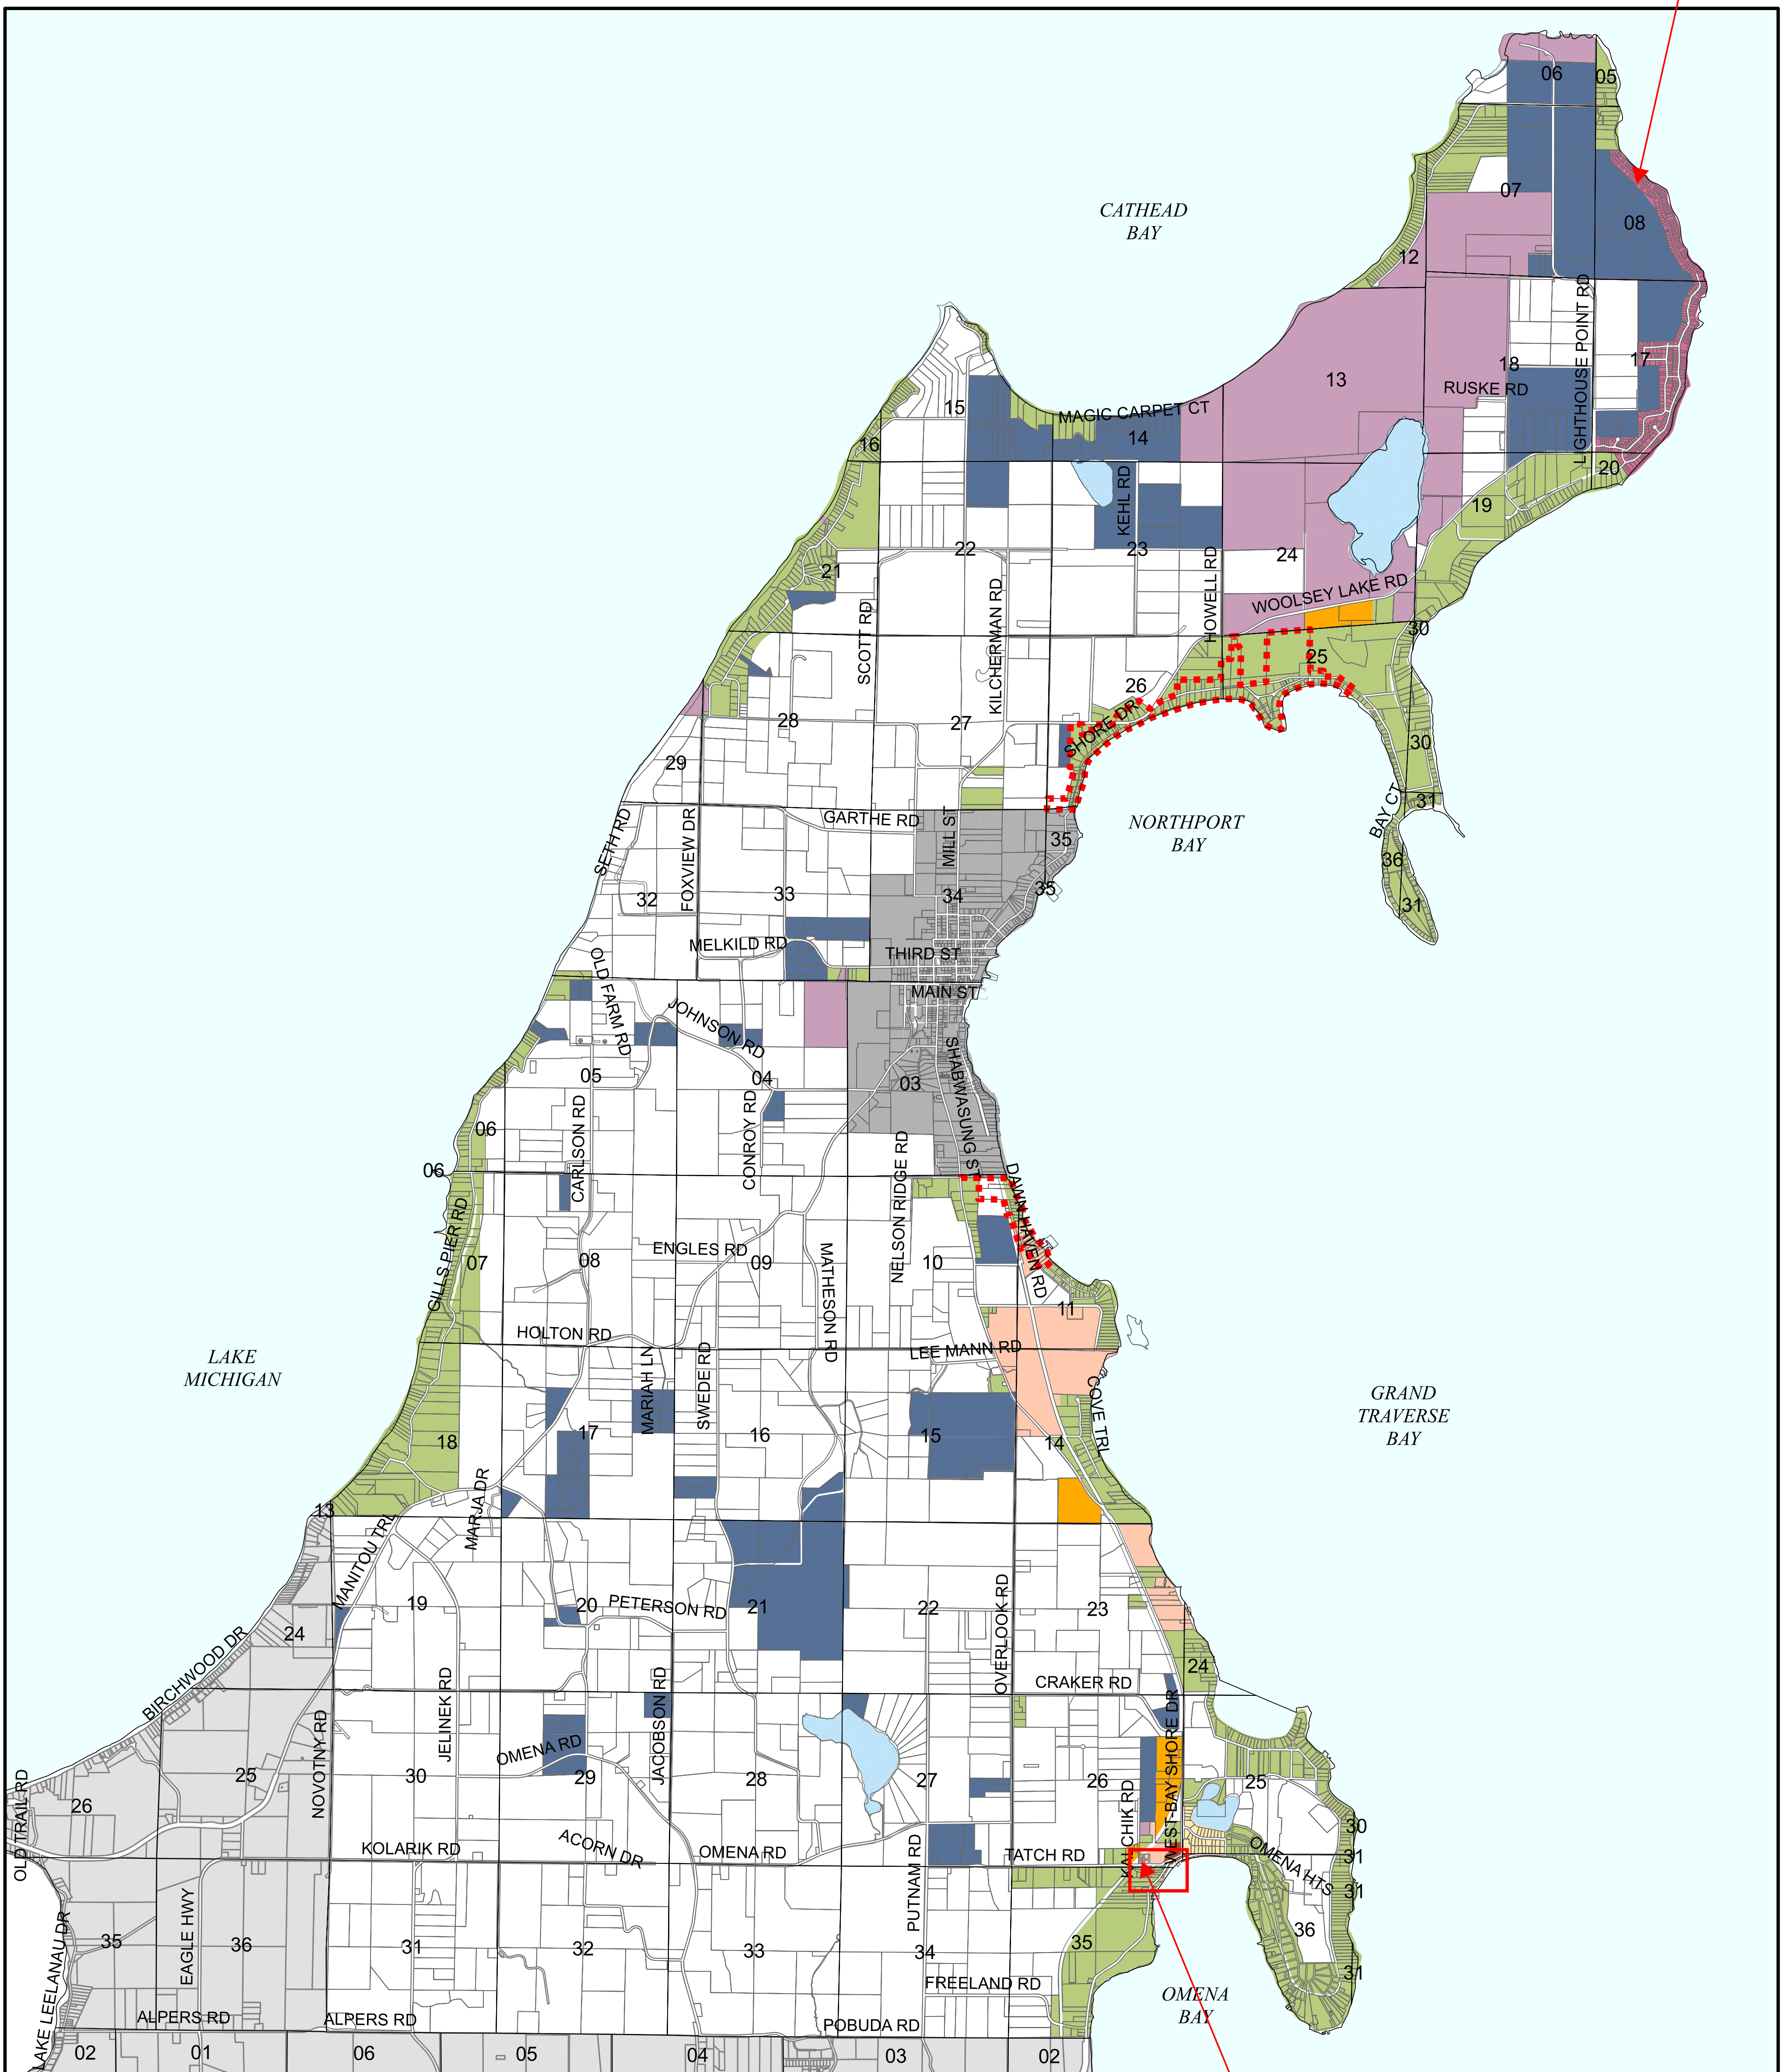 06
05
07
08
CATHEAD
BAY
12
LIGHTHOUSE POINT RD
18
17
13
RUSKE RD
15
MAGIC CARPET CT
14
16
20
19
KEHL RD
22
23
24
HOWELL RD
21
WOOLSEY LAKE RD
SCOTT RD
KILCHERMAN RD
30
25
26
28
27
SHORE DR
29
30
31
BAY CT
GARTHE RD
MILL ST
NORTHPORT
BAY
SETH RD
FOXVIEW DR
35
36
35
32
33
34
31
MELKILD RD
THIRD ST
OLD FARM RD
MAIN ST
JOHNSON RD
05
04
03
SHABWASUNG ST
CARLSON RD
CONROY RD
06
06
NELSON RIDGE RD
DAWN HAVEN RD
GILLS PIER RD
ENGLES RD
07
08
09
MATHESON RD
10
11
HOLTON RD
LEE MANN RD
LAKE
MICHIGAN
MARIAH LN
SWEDE RD
COVE TRL
GRAND
TRAVERSE
BAY
18
17
16
15
14
13
MARJA DR
MANITOU TRL
19
20
PETERSON RD
21
22
OVERLOOK RD
23
24
BIRCHWOOD DR
24
CRAKER RD
JELINEK RD
JACOBSON RD
NOVOTNY RD
OMENA RD
WEST-BAY SHORE DR
25
30
29
28
27
26
25
26
OLD TRAIL RD
30
KOLARIK RD
ACORN DR
OMENA RD
PUTNAM RD
TATCH RD
OMENA HTS
31
31
EAGLE HWY
LAKE LEELANAU DR
35
36
31
32
33
34
35
36
31
FREELAND RD
OMENA
BAY
ALPERS RD
ALPERS RD
POBUDA RD
02
01
06
05
04
03
02